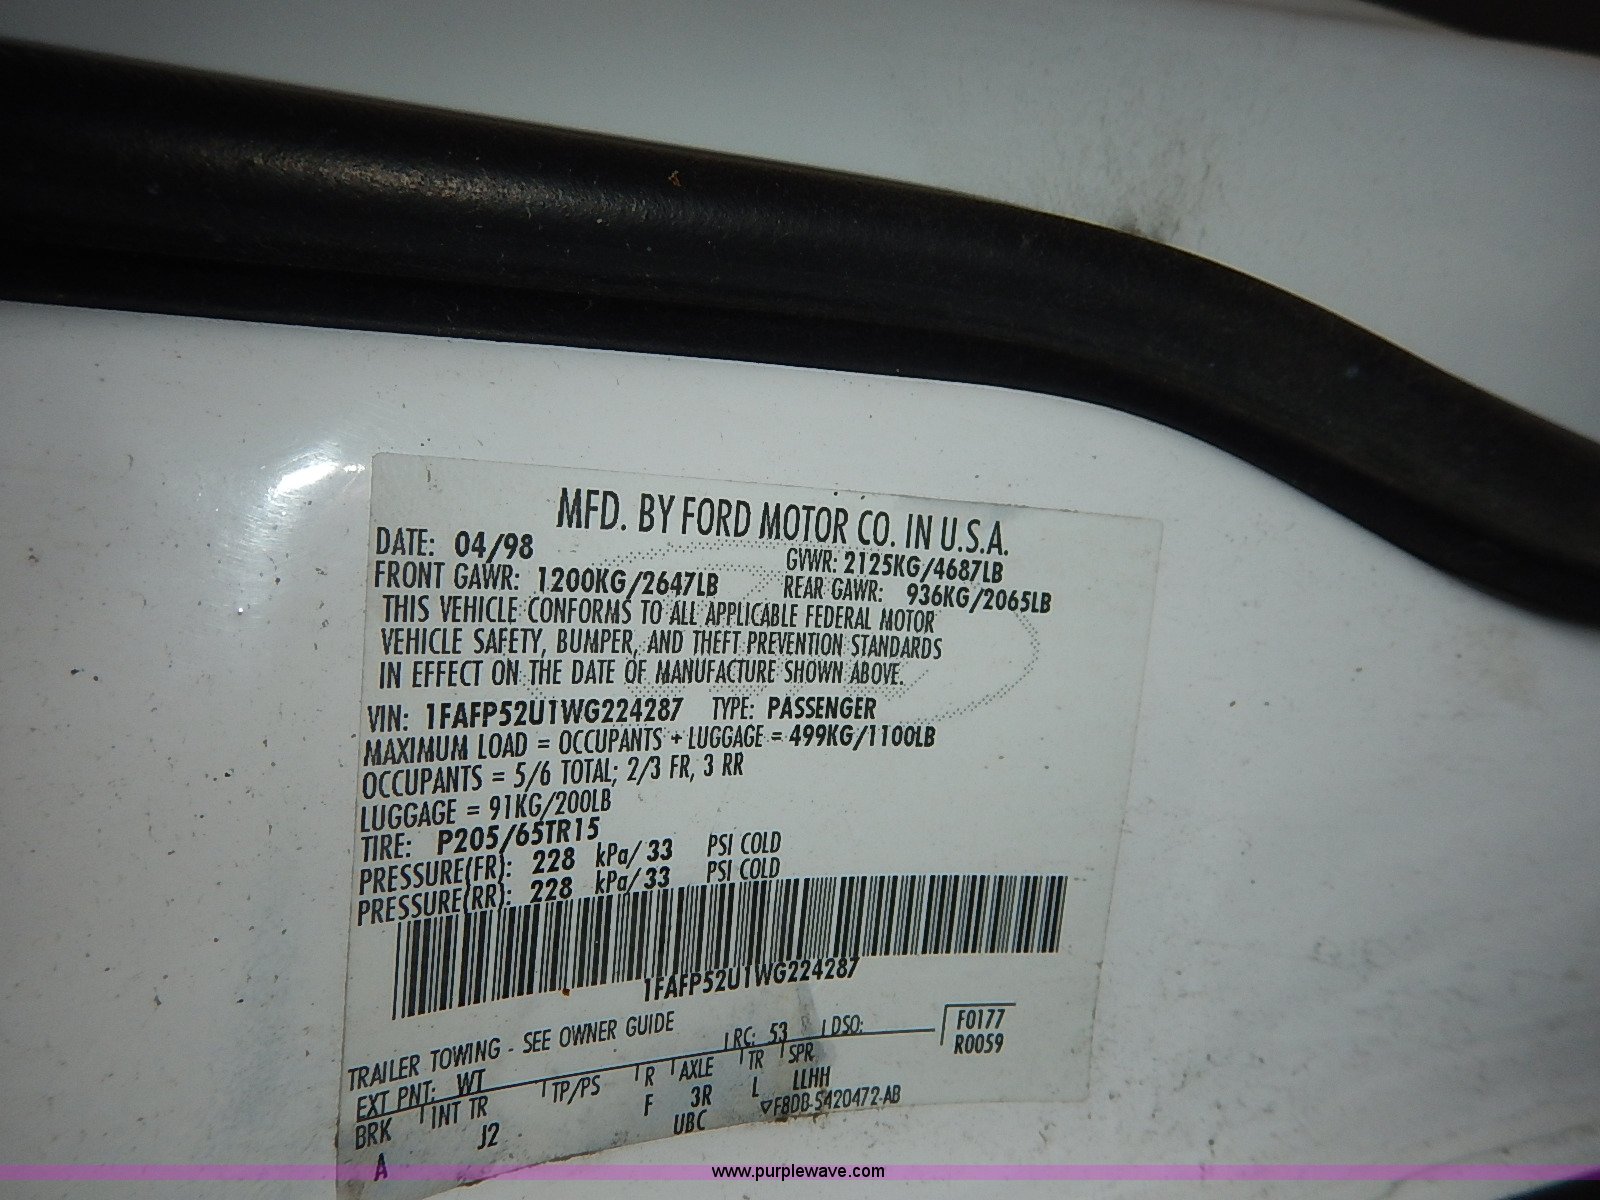 MFD. BY FORD MOTOR CO. IN U.S.A.
DATE: 04/98 GVWR: 2125KG/4687LB
FRONT GAWR: 1200KG/2647LB REAR GAWR: 936KG/2065LB
THIS VEHICLE CONFORMS TO ALL APPLICABLE FEDERAL MOTOR
VEHICLE SAFETY, BUMPER, AND THEFT PREVENTION STANDARDS
IN EFFECT ON THE DATE OF MANUFACTURE SHOWN ABOVE.
VIN: 1FAFP52U1WG224287 TYPE: PASSENGER
MAXIMUM LOAD = OCCUPANTS + LUGGAGE = 499KG/1100LB
OCCUPANTS = 5/6 TOTAL; 2/3 FR, 3 RR
LUGGAGE = 91KG/200LB
TIRE: P205/65TR15
PRESSURE(FR): 228 kPa/33 PSI COLD
PRESSURE(RR): 228 kPa/33 PSI COLD
1FAFP52U1WG224287
TRAILER TOWING - SEE OWNER GUIDE
EXT PNT: WT RC: 53 DSO: F0177
R0059
BRK INT TR TP/PS R AXLE TR SPR
A J2 F 3R L LLHH
UBC F8DB-5420472-AB
www.purplewave.com